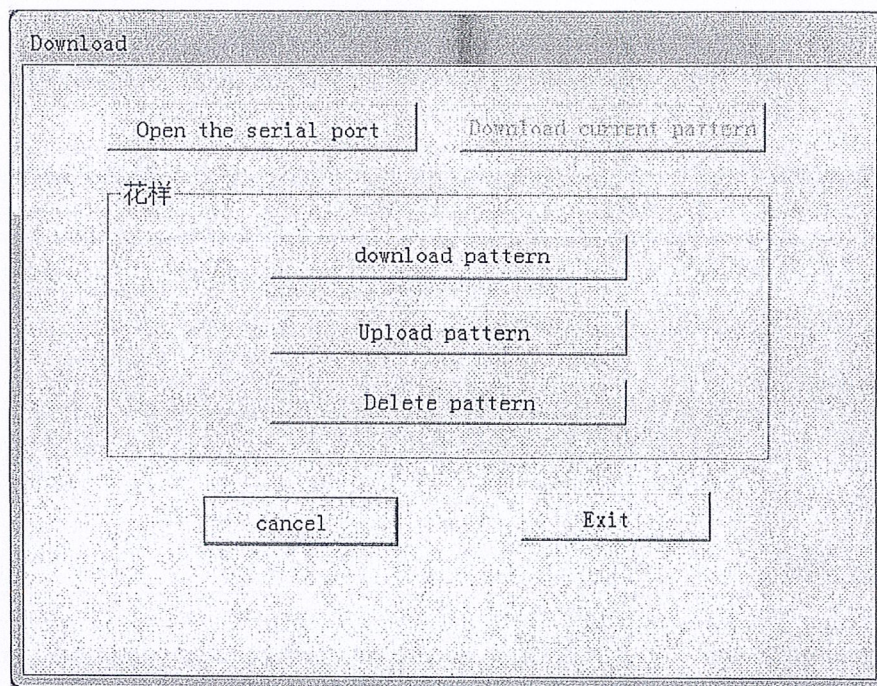 Download
Open the serial port
Download current pattern
花样
download pattern
Upload pattern
Delete pattern
cancel
Exit